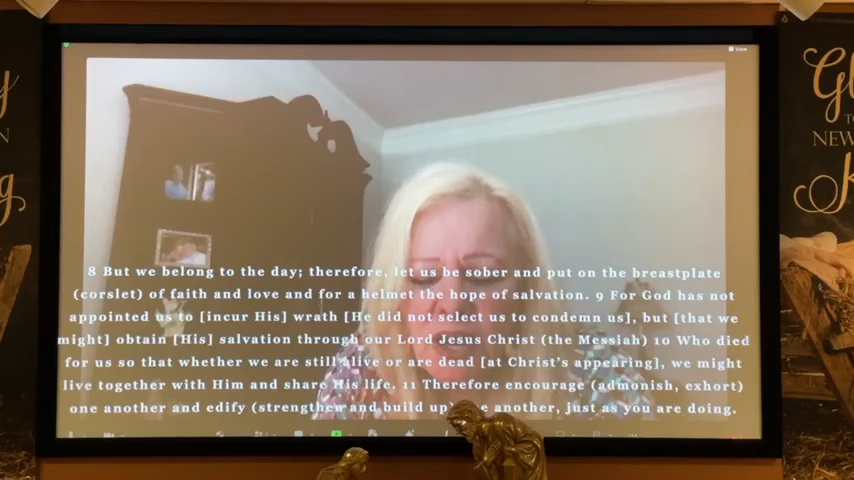 View
8 But we belong to the day; therefore, let us be sober and put on the breastplate
(corslet) of faith and love and for a helmet the hope of salvation. 9 For God has not
appointed us to [incur His] wrath [He did not select us to condemn us], but [that we
might] obtain [His] salvation through our Lord Jesus Christ (the Messiah) 10 Who died
for us so that whether we are still alive or are dead [at Christ's appearing], we might
live together with Him and share His life. 11 Therefore encourage (admonish, exhort)
one another and edify (strengthen and build up) another, just as you are doing.
NEW